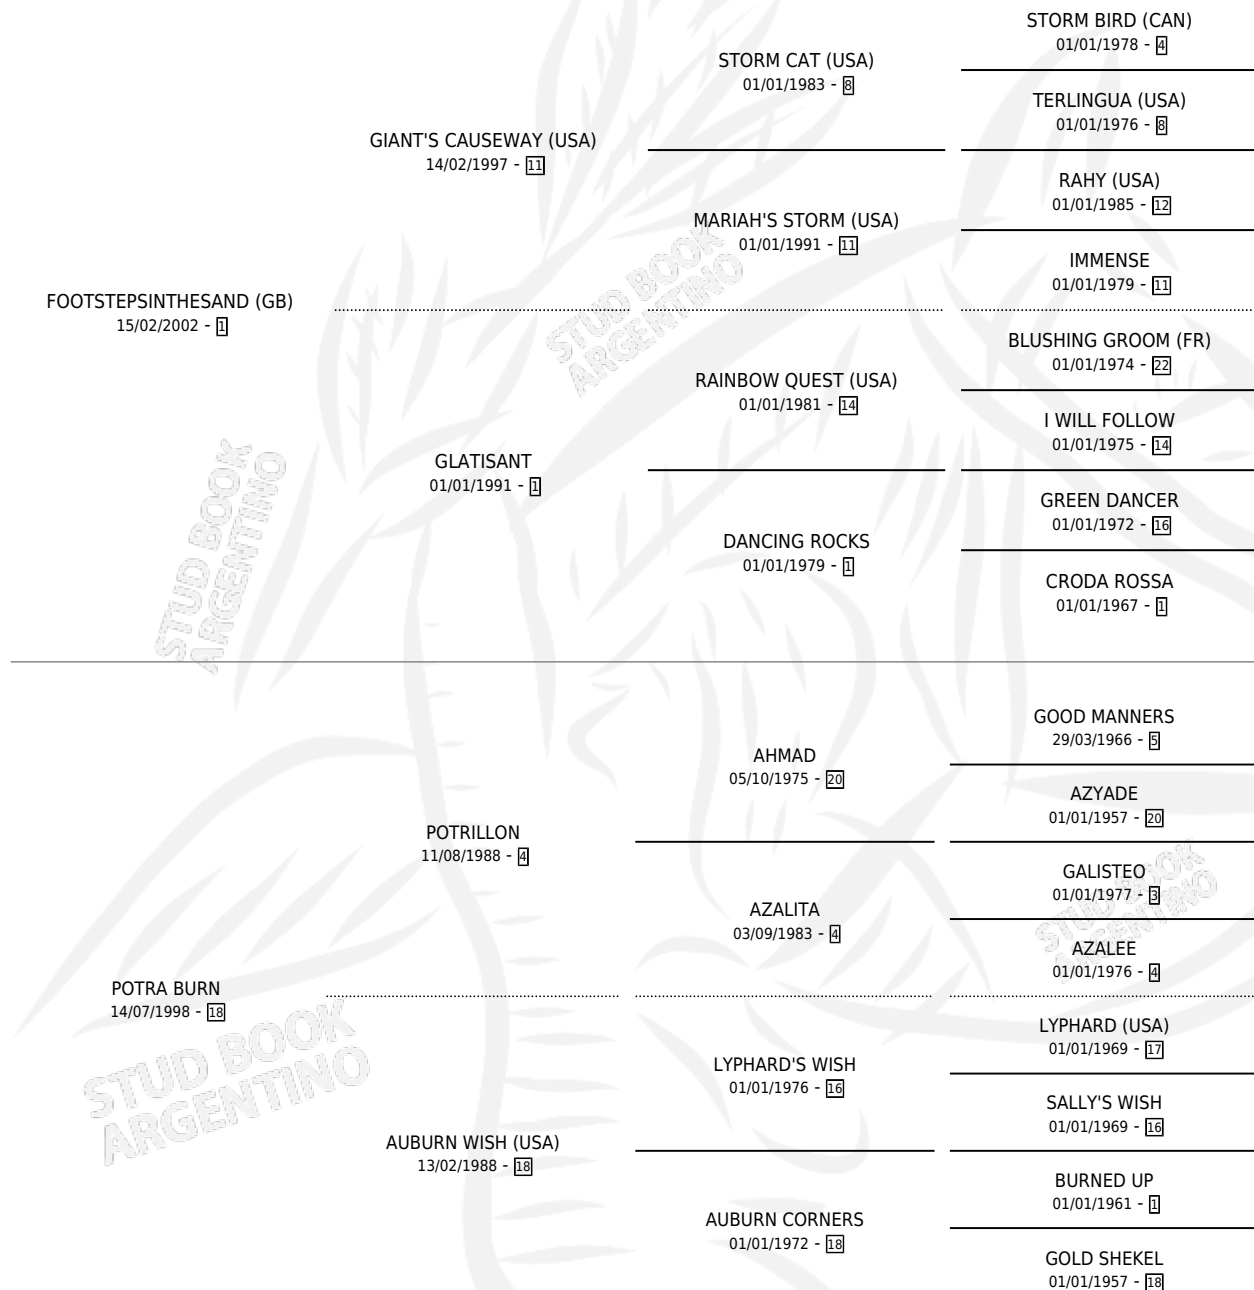 STORM BIRD (CAN)
01/01/1978 - 4
STORM CAT (USA)
01/01/1983 - 8
TERLINGUA (USA)
01/01/1976 - 8
GIANT'S CAUSEWAY (USA)
14/02/1997 - 11
RAHY (USA)
01/01/1985 - 12
MARIAH'S STORM (USA)
01/01/1991 - 11
IMMENSE
01/01/1979 - 11
FOOTSTEPSINTHESAND (GB)
15/02/2002 - 1
BLUSHING GROOM (FR)
01/01/1974 - 22
RAINBOW QUEST (USA)
01/01/1981 - 14
I WILL FOLLOW
01/01/1975 - 14
GLATISANT
01/01/1991 - 1
GREEN DANCER
01/01/1972 - 16
DANCING ROCKS
01/01/1979 - 1
CRODA ROSSA
01/01/1967 - 1
GOOD MANNERS
29/03/1966 - 5
AHMAD
05/10/1975 - 20
AZYADE
01/01/1957 - 20
POTRILLON
11/08/1988 - 4
GALISTEO
01/01/1977 - 3
AZALITA
03/09/1983 - 4
AZALEE
01/01/1976 - 4
POTRA BURN
14/07/1998 - 18
LYPHARD (USA)
01/01/1969 - 17
LYPHARD'S WISH
01/01/1976 - 16
SALLY'S WISH
01/01/1969 - 16
AUBURN WISH (USA)
13/02/1988 - 18
BURNED UP
01/01/1961 - 1
AUBURN CORNERS
01/01/1972 - 18
GOLD SHEKEL
01/01/1957 - 18
STUD BOOK
ARGENTINO
STUD BOOK
ARGENTINO
STUD BOOK
ARGENTINO
STUD BOOK
ARGENTINO